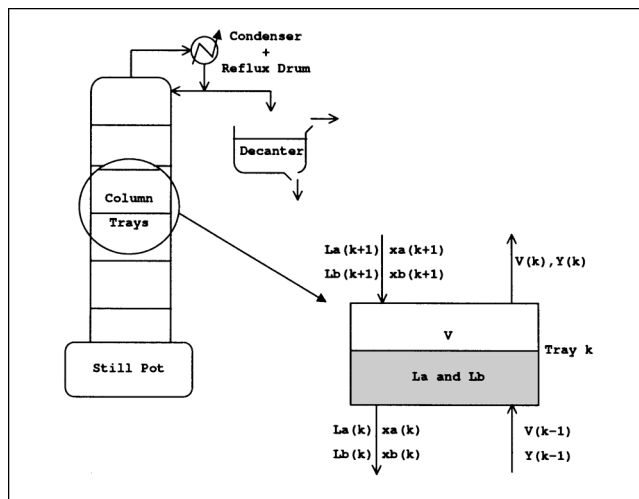 Condenser
+
Reflux Drum
Decanter
Column
Trays
Still Pot
La(k+1) xa(k+1)
Lb(k+1) xb(k+1)
V(k),Y(k)
V
Tray k
La and Lb
La(k) xa(k)
Lb(k) xb(k)
V(k-1)
Y(k-1)